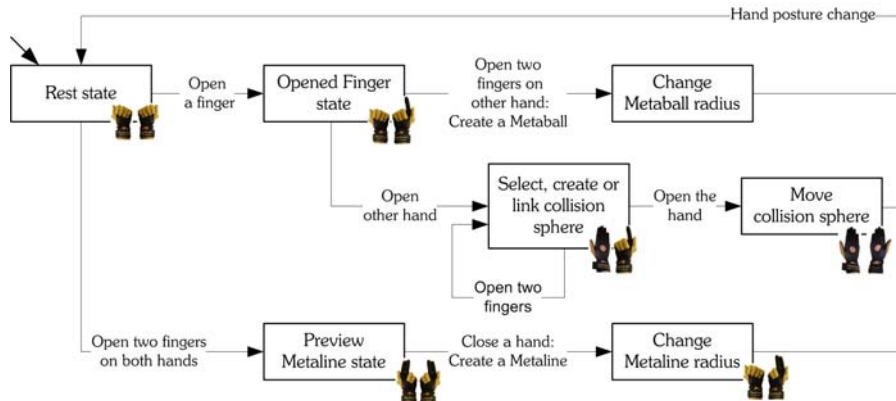 Hand posture change
Rest state
Open
a finger
Opened Finger
state
Open two
fingers on
other hand:
Create a Metaball
Change
Metaball radius
Open
other hand
Select, create or
link collision
sphere
Open the
hand
Move
collision sphere
Open two
fingers
Open two fingers
on both hands
Preview
Metaline state
Close a hand:
Create a Metaline
Change
Metaline radius